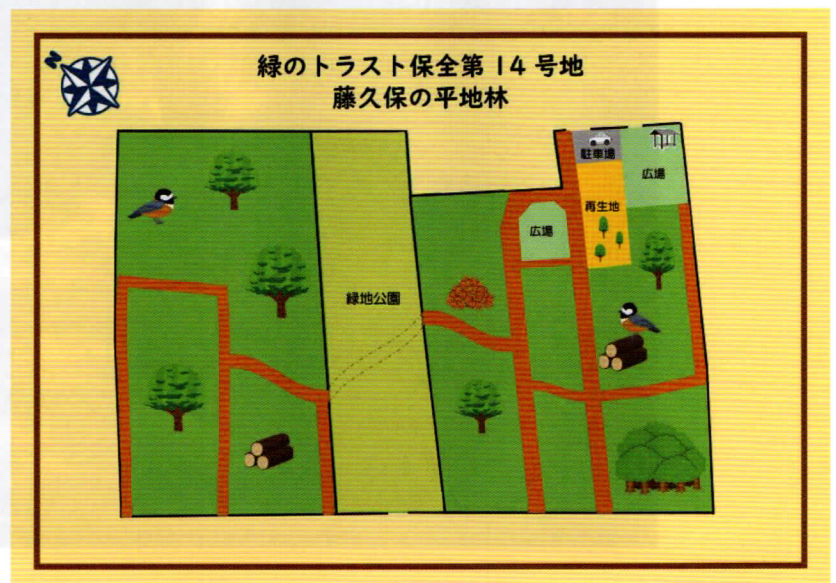 N
緑のトラスト保全第14号地
藤久保の平地林
駐車場
広場
再生地
広場
緑地公園